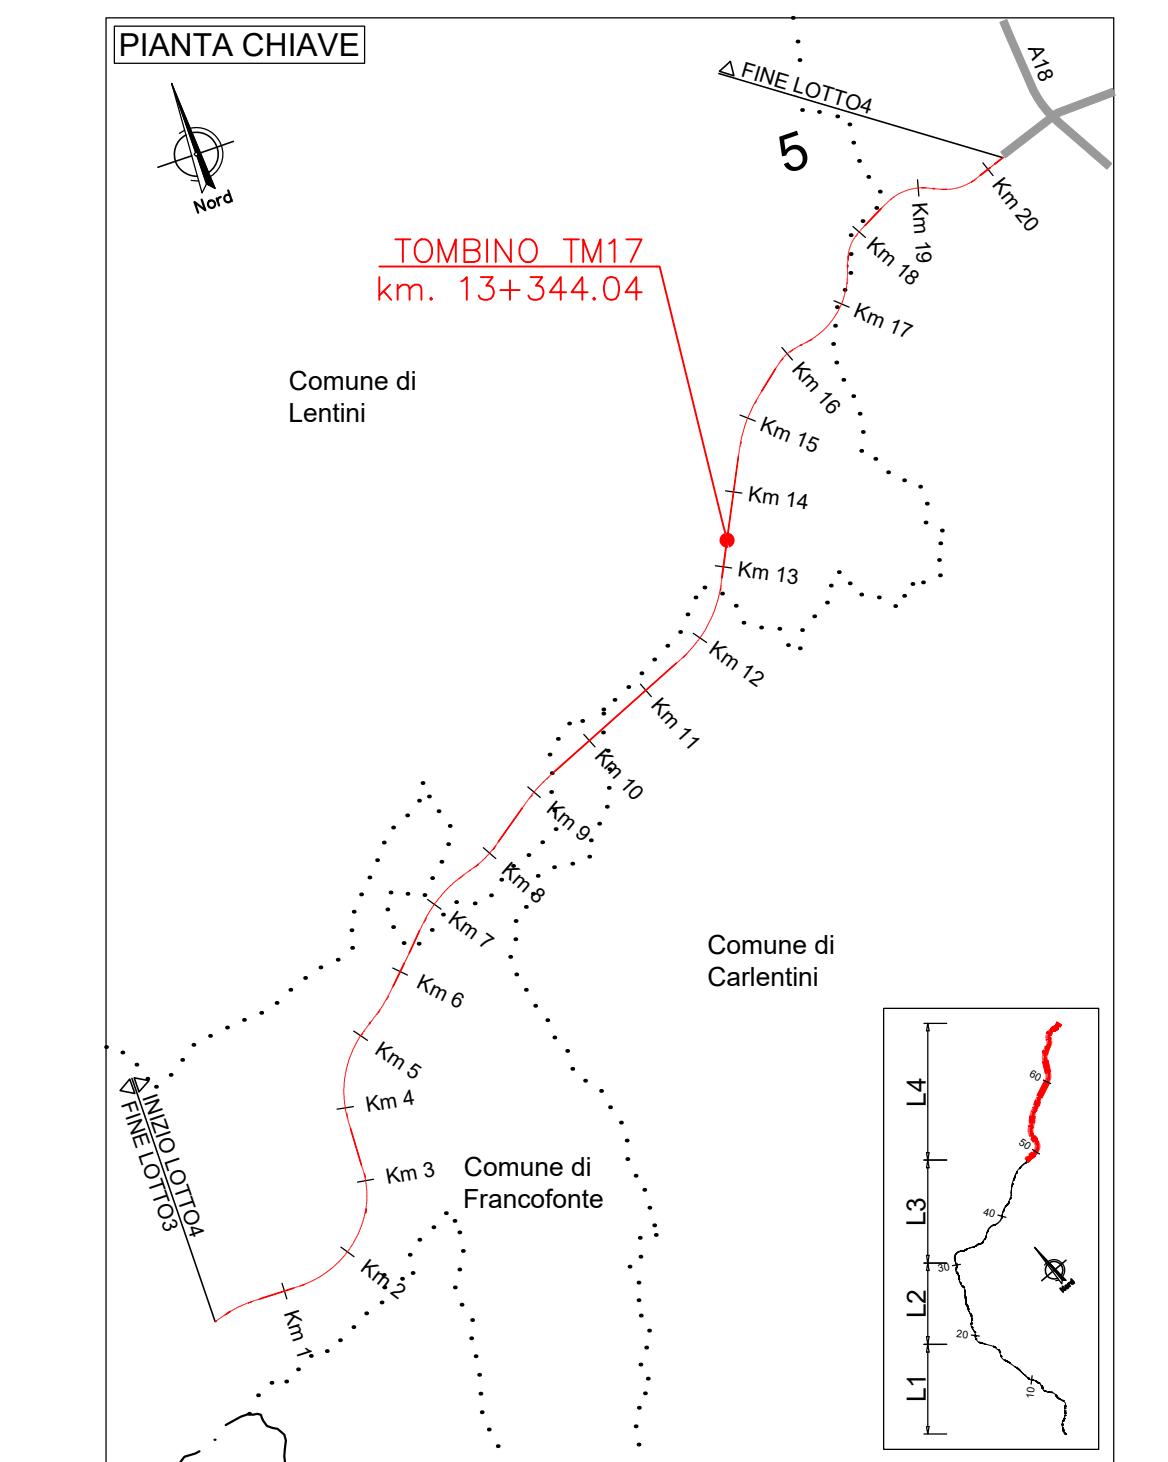 PIANTA CHIAVE
FINE LOTTO4
A18
5
Nord
TOMBINO TM17
km. 13+344.04
Km 20
Km 19
Km 18
Km 17
Km 16
Km 15
Km 14
Km 13
Km 12
Km 11
Km 10
Km 9
Km 8
Km 7
Km 6
Km 5
Km 4
Km 3
Km 2
Km 1
Comune di
Lentini
Comune di
Carlentini
Comune di
Francofonte
INIZIO LOTTO4
FINE LOTTO3
L4
L3
L2
L1
60
50
40
30
20
10